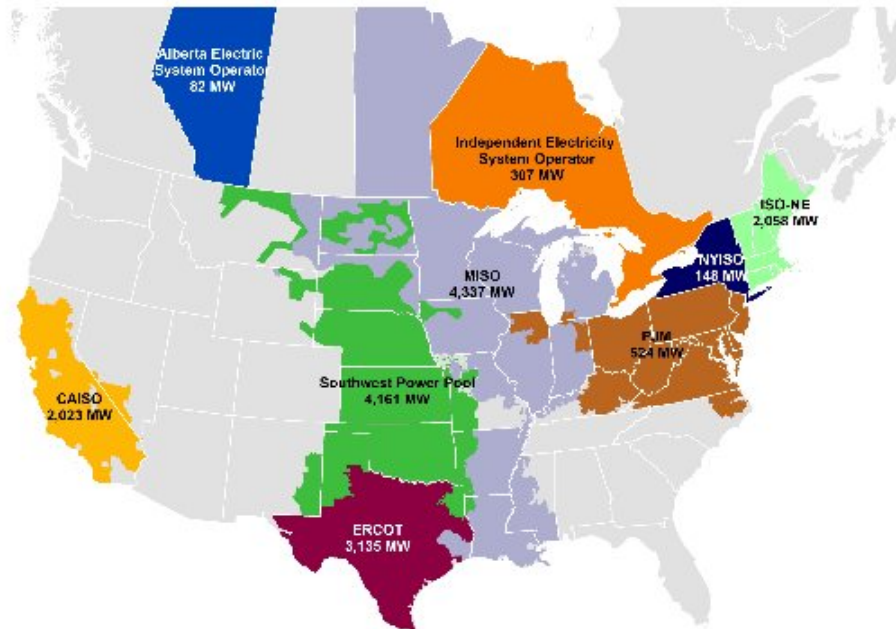 Alberta Electric
System Operator
82 MW
Independent Electricity
System Operator
307 MW
ISO-NE
2,058 MW
NYISO
148 MW
MISO
4,337 MW
PJM
524 MW
Southwest Power Pool
4,161 MW
CAISO
2,023 MW
ERCOT
3,135 MW